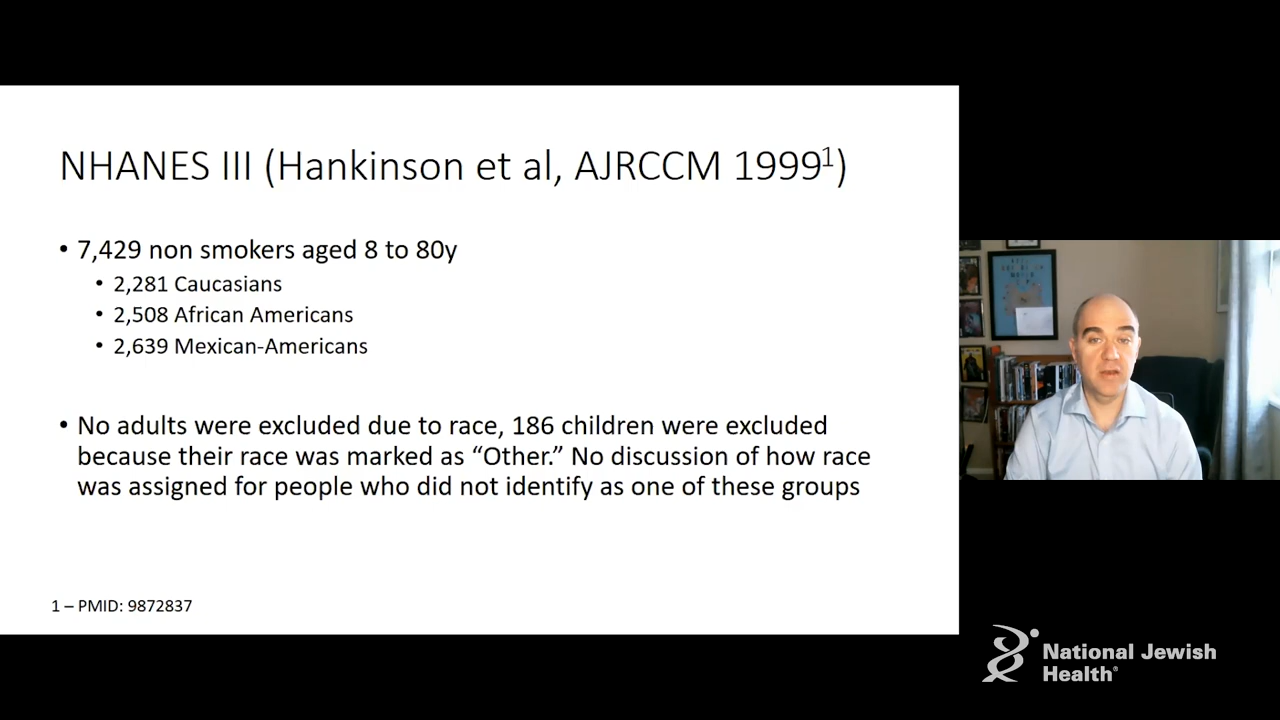 NHANES III (Hankinson et al, AJRCCM 1999¹)
• 7,429 non smokers aged 8 to 80y
• 2,281 Caucasians
• 2,508 African Americans
• 2,639 Mexican-Americans
• No adults were excluded due to race, 186 children were excluded
because their race was marked as “Other.” No discussion of how race
was assigned for people who did not identify as one of these groups
1 – PMID: 9872837
National Jewish
Health®